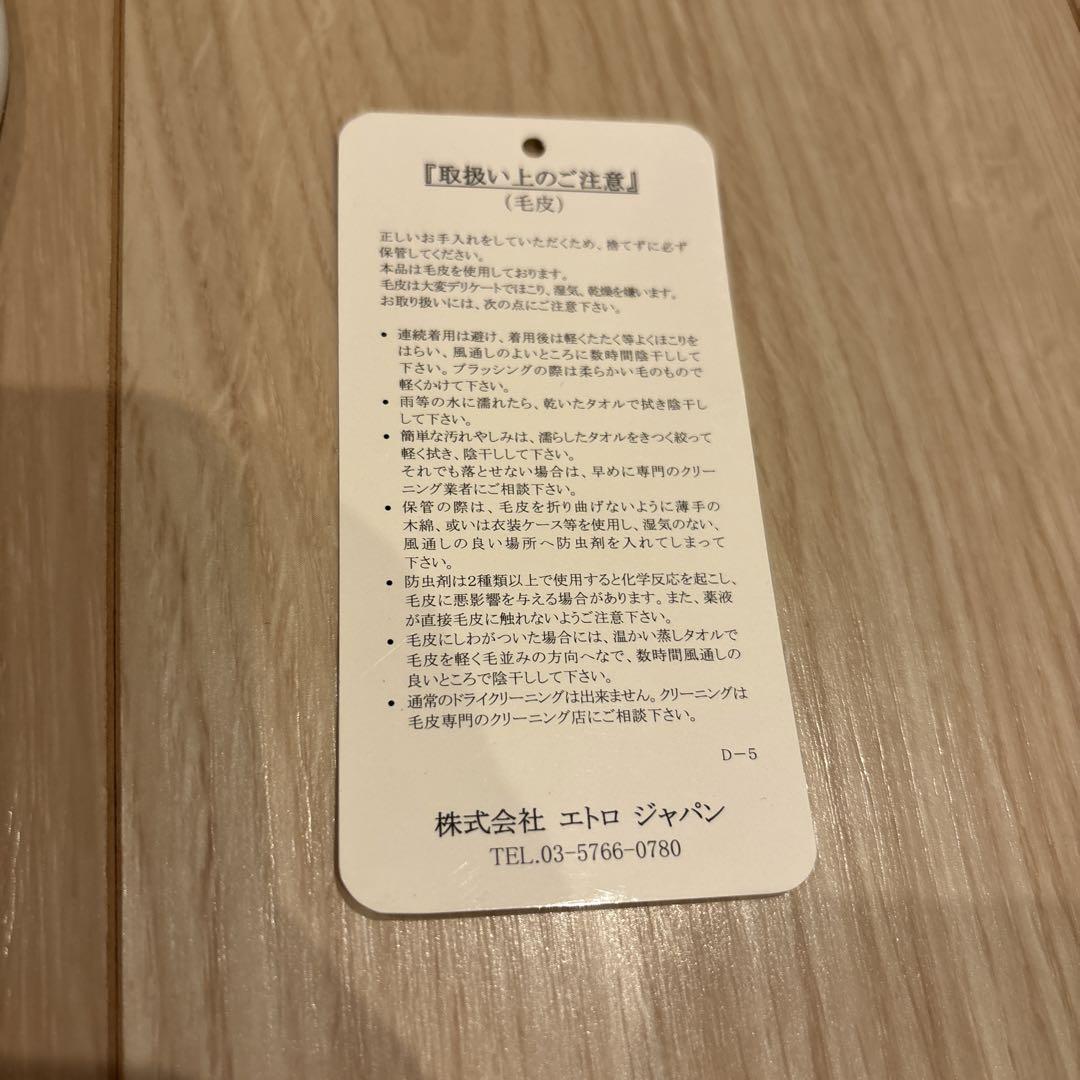 『取扱い上のご注意』
（毛皮）
正しいお手入れをしていただくため、捨てずに必ず
保管してください。
本品は毛皮を使用しております。
毛皮は大変デリケートでほこり、湿気、乾燥を嫌います。
お取り扱いには、次の点にご注意下さい。
• 連続着用は避け、着用後は軽くたたく等よくほこりを
はらい、風通しのよいところに数時間陰干しして
下さい。ブラッシングの際は柔らかい毛のもので
軽くかけて下さい。
• 雨等の水に濡れたら、乾いたタオルで拭き陰干し
して下さい。
• 簡単な汚れやしみは、濡らしたタオルをきつく絞って
軽く拭き、陰干しして下さい。
それでも落とせない場合は、早めに専門のクリー
ニング業者にご相談下さい。
• 保管の際は、毛皮を折り曲げないように薄手の
木綿、或いは衣装ケース等を使用し、湿気のない、
風通しの良い場所へ防虫剤を入れてしまって
下さい。
• 防虫剤は2種類以上で使用すると化学反応を起こし、
毛皮に悪影響を与える場合があります。また、薬液
が直接毛皮に触れないようご注意下さい。
• 毛皮にしわがついた場合には、温かい蒸しタオルで
毛皮を軽く毛並みの方向へなで、数時間風通しの
良いところで陰干しして下さい。
• 通常のドライクリーニングは出来ません。クリーニングは
毛皮専門のクリーニング店にご相談下さい。
D－5
株式会社 エトロ ジャパン
TEL.03-5766-0780